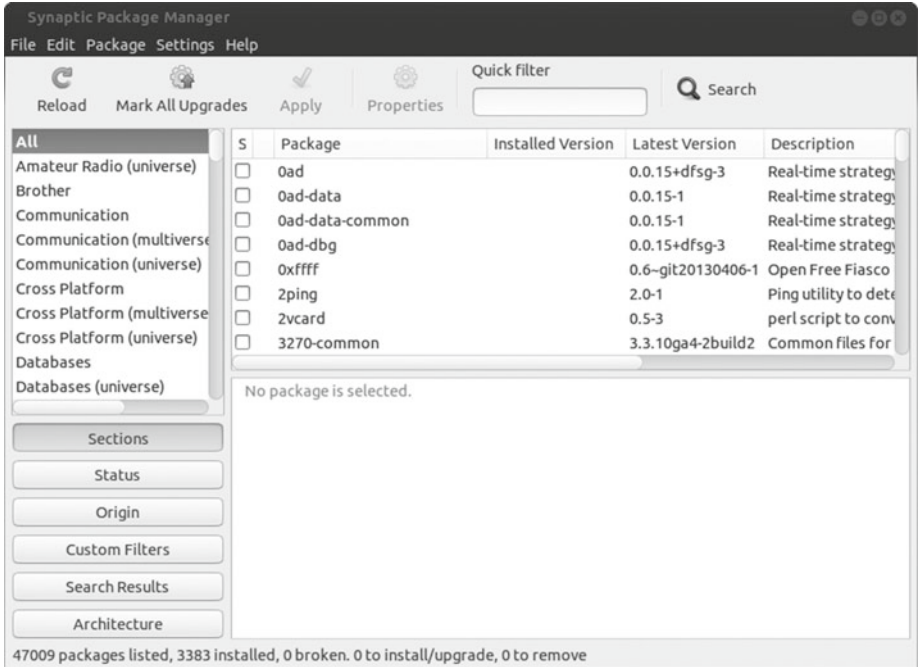 Synaptic Package Manager
File Edit Package Settings Help
Reload
Mark All Upgrades
Apply
Properties
Quick filter
Search
All
Amateur Radio (universe)
Brother
Communication
Communication (multiverse
Communication (universe)
Cross Platform
Cross Platform (multiverse
Cross Platform (universe)
Databases
Databases (universe)
Sections
Status
Origin
Custom Filters
Search Results
Architecture
S Package Installed Version Latest Version Description
0ad 0.0.15+dfsg-3 Real-time strategy
0ad-data 0.0.15-1 Real-time strategy
0ad-data-common 0.0.15-1 Real-time strategy
0ad-dbg 0.0.15+dfsg-3 Real-time strategy
0xffff 0.6~git20130406-1 Open Free Fiasco
2ping 2.0-1 Ping utility to dete
2vcard 0.5-3 perl script to conv
3270-common 3.3.10ga4-2build2 Common files for
No package is selected.
47009 packages listed, 3383 installed, 0 broken. 0 to install/upgrade, 0 to remove